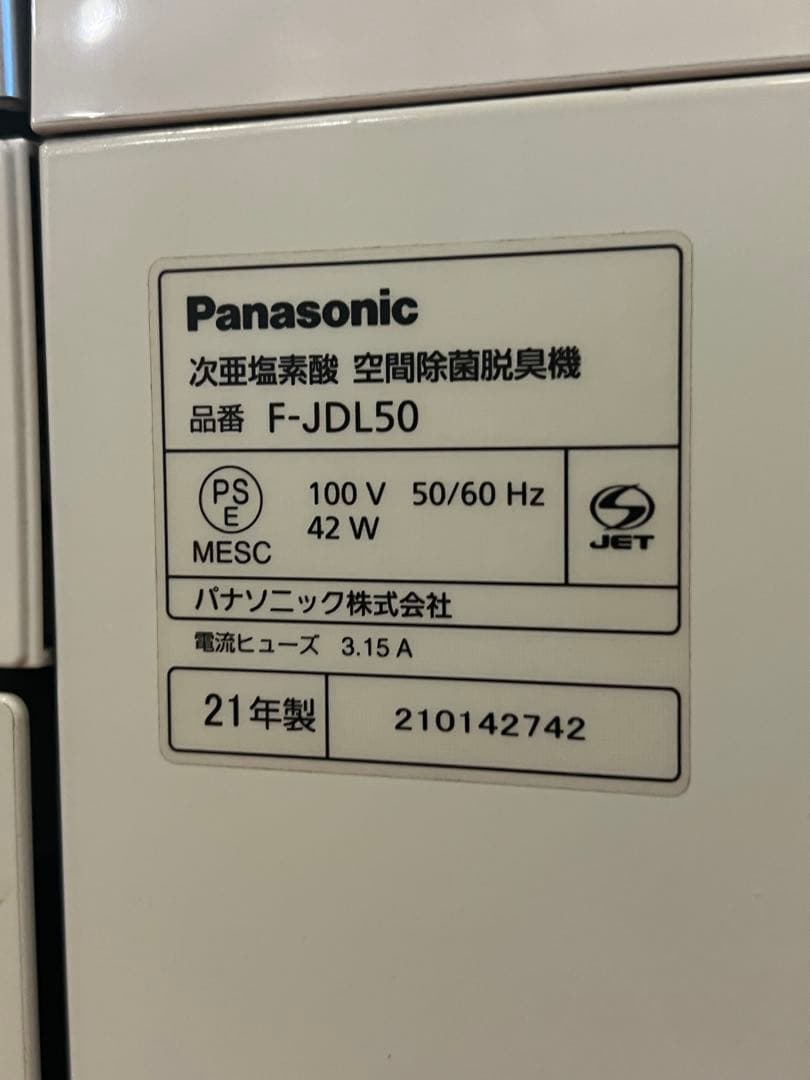 Panasonic
次亜塩素酸 空間除菌脱臭機
品番 F-JDL50
PS
E
MESC
100 V 50/60 Hz
42 W
JET
パナソニック株式会社
電流ヒューズ 3.15 A
21年製 210142742